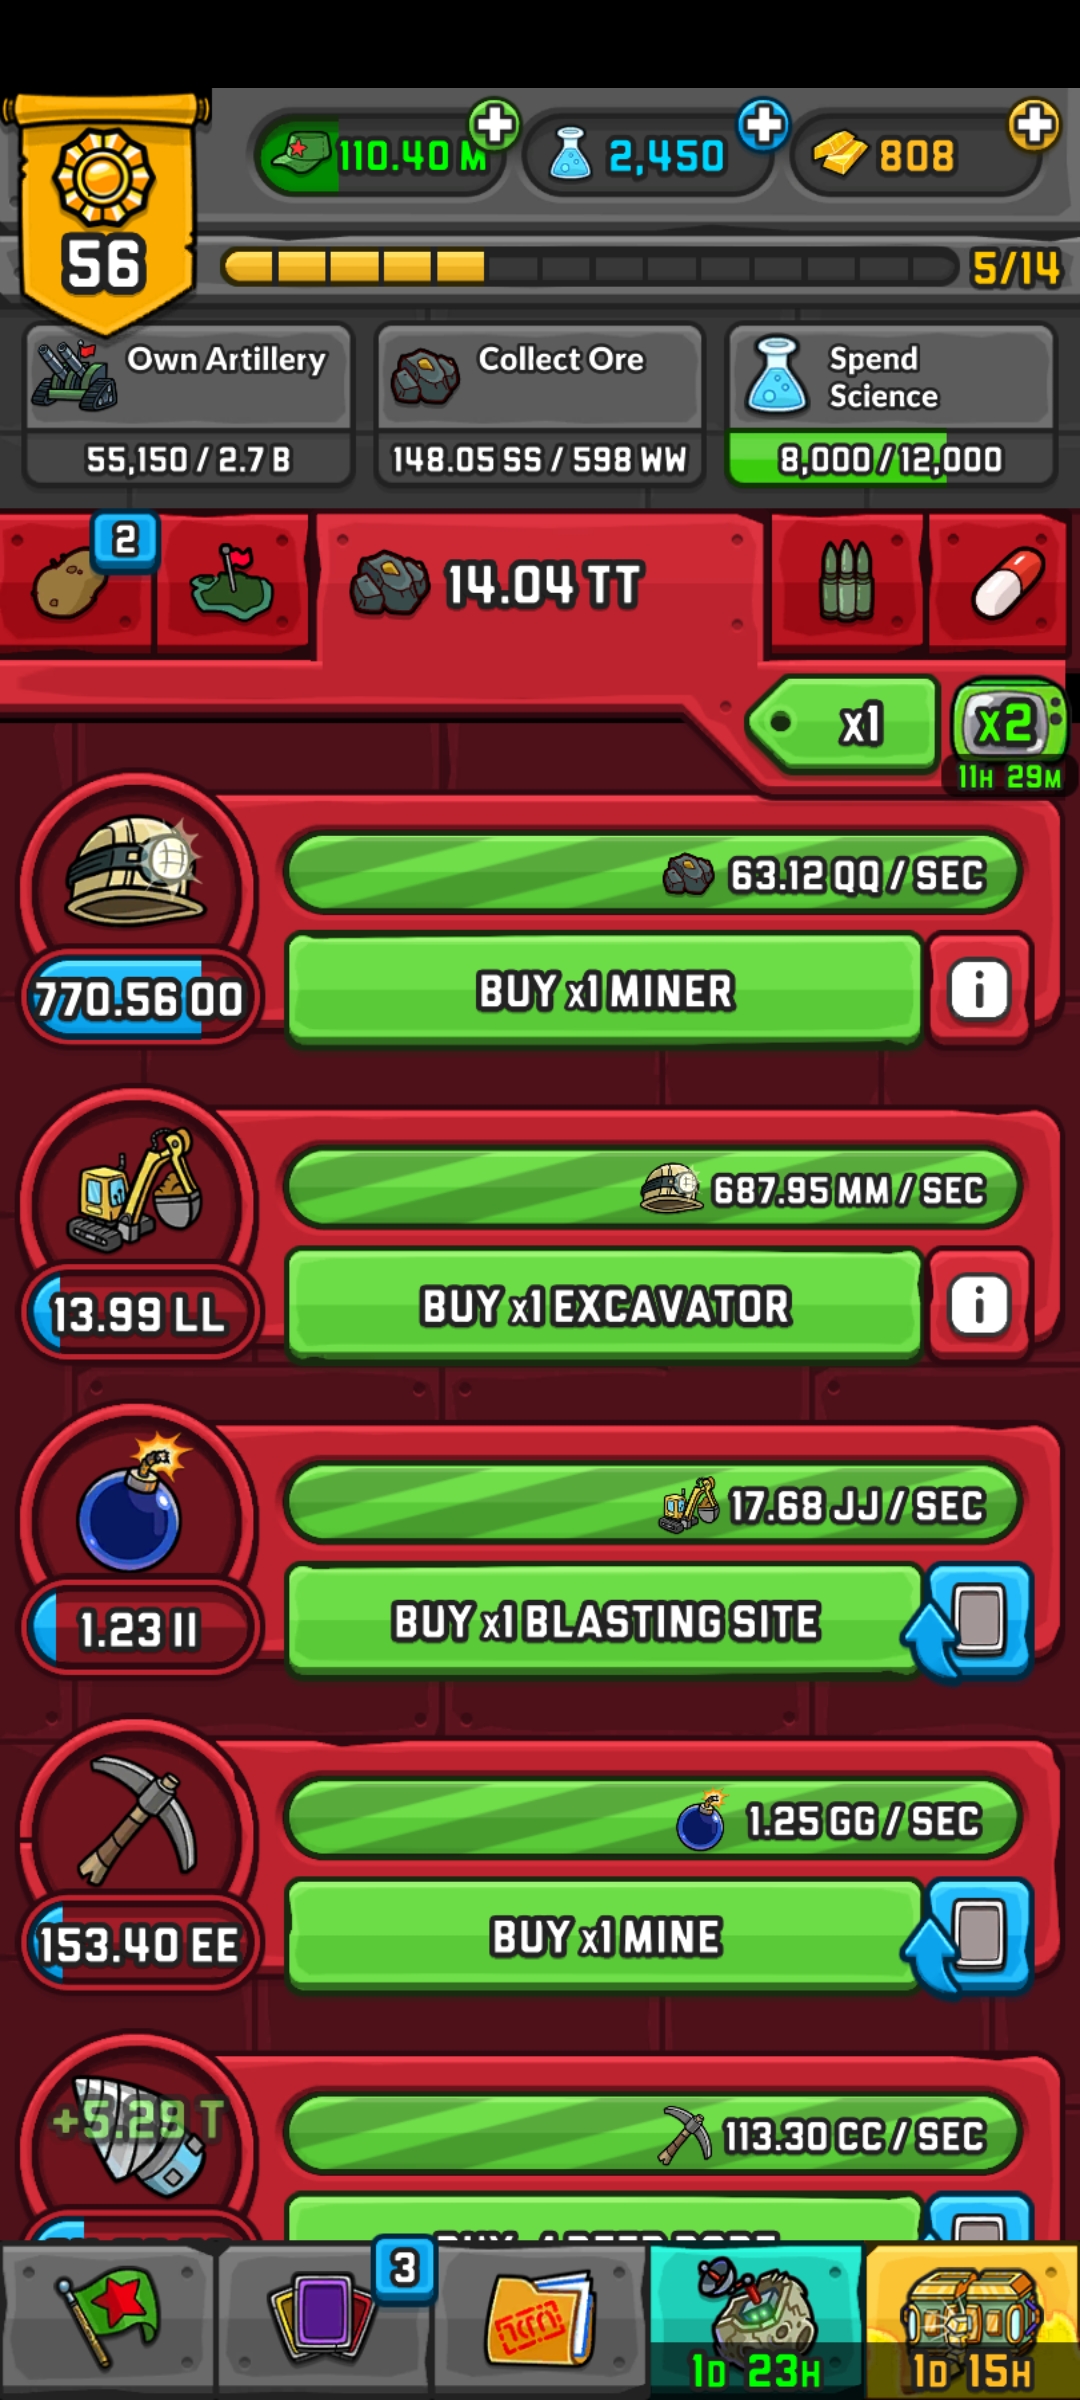 110.40 M
2,450
808
56
5/14
Own Artillery
55,150 / 2.7 B
Collect Ore
148.05 SS / 598 WW
Spend
Science
8,000 / 12,000
2
14.04 TT
x1
x2
11H 29M
63.12 QQ / SEC
770.56 OO
BUY x1 MINER
i
687.95 MM / SEC
13.99 LL
BUY x1 EXCAVATOR
i
17.68 JJ / SEC
1.23 II
BUY x1 BLASTING SITE
1.25 GG / SEC
153.40 EE
BUY x1 MINE
+5.29 T
113.30 CC / SEC
3
1D 23H
1D 15H